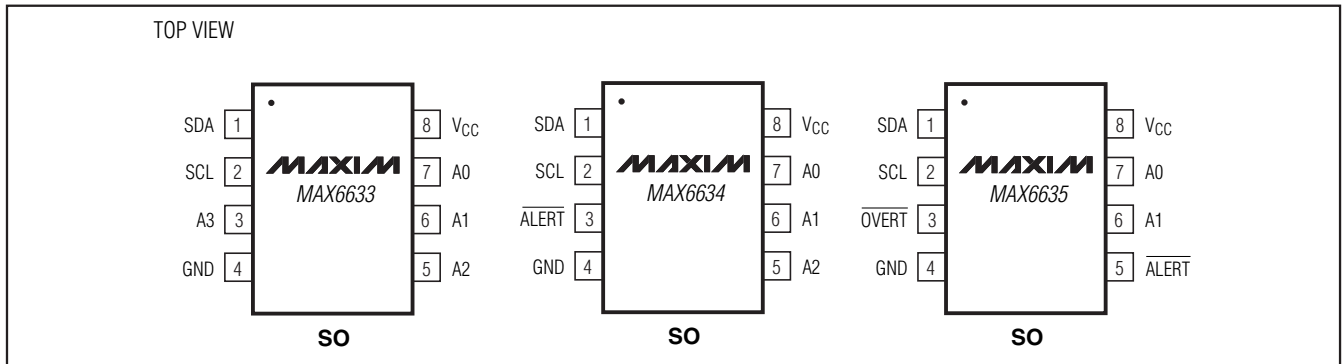 TOP VIEW
SDA 1 8 VCC
SCL 2 7 A0
A3 3 6 A1
GND 4 5 A2
MAXIM
MAX6633
SO
SDA 1 8 VCC
SCL 2 7 A0
ALERT 3 6 A1
GND 4 5 A2
MAXIM
MAX6634
SO
SDA 1 8 VCC
SCL 2 7 A0
OVERT 3 6 A1
GND 4 5 ALERT
MAXIM
MAX6635
SO